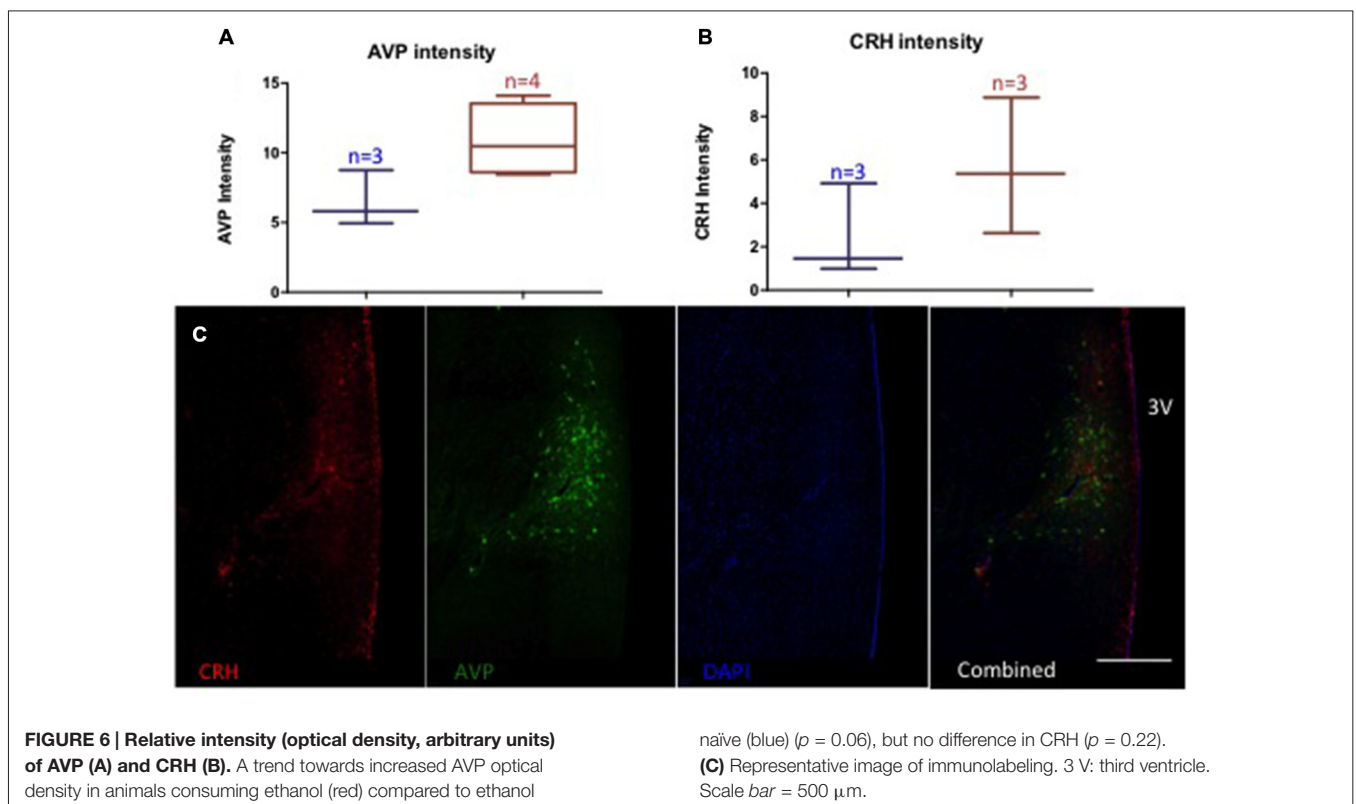 A
AVP intensity
AVP Intensity
15
10
5
0
n=3
n=4
B
CRH intensity
CRH Intensity
10
8
6
4
2
0
n=3
n=3
C
3V
CRH
AVP
DAPI
Combined
FIGURE 6 | Relative intensity (optical density, arbitrary units)
of AVP (A) and CRH (B). A trend towards increased AVP optical
density in animals consuming ethanol (red) compared to ethanol
naïve (blue) (p = 0.06), but no difference in CRH (p = 0.22).
(C) Representative image of immunolabeling. 3 V: third ventricle.
Scale bar = 500 μm.